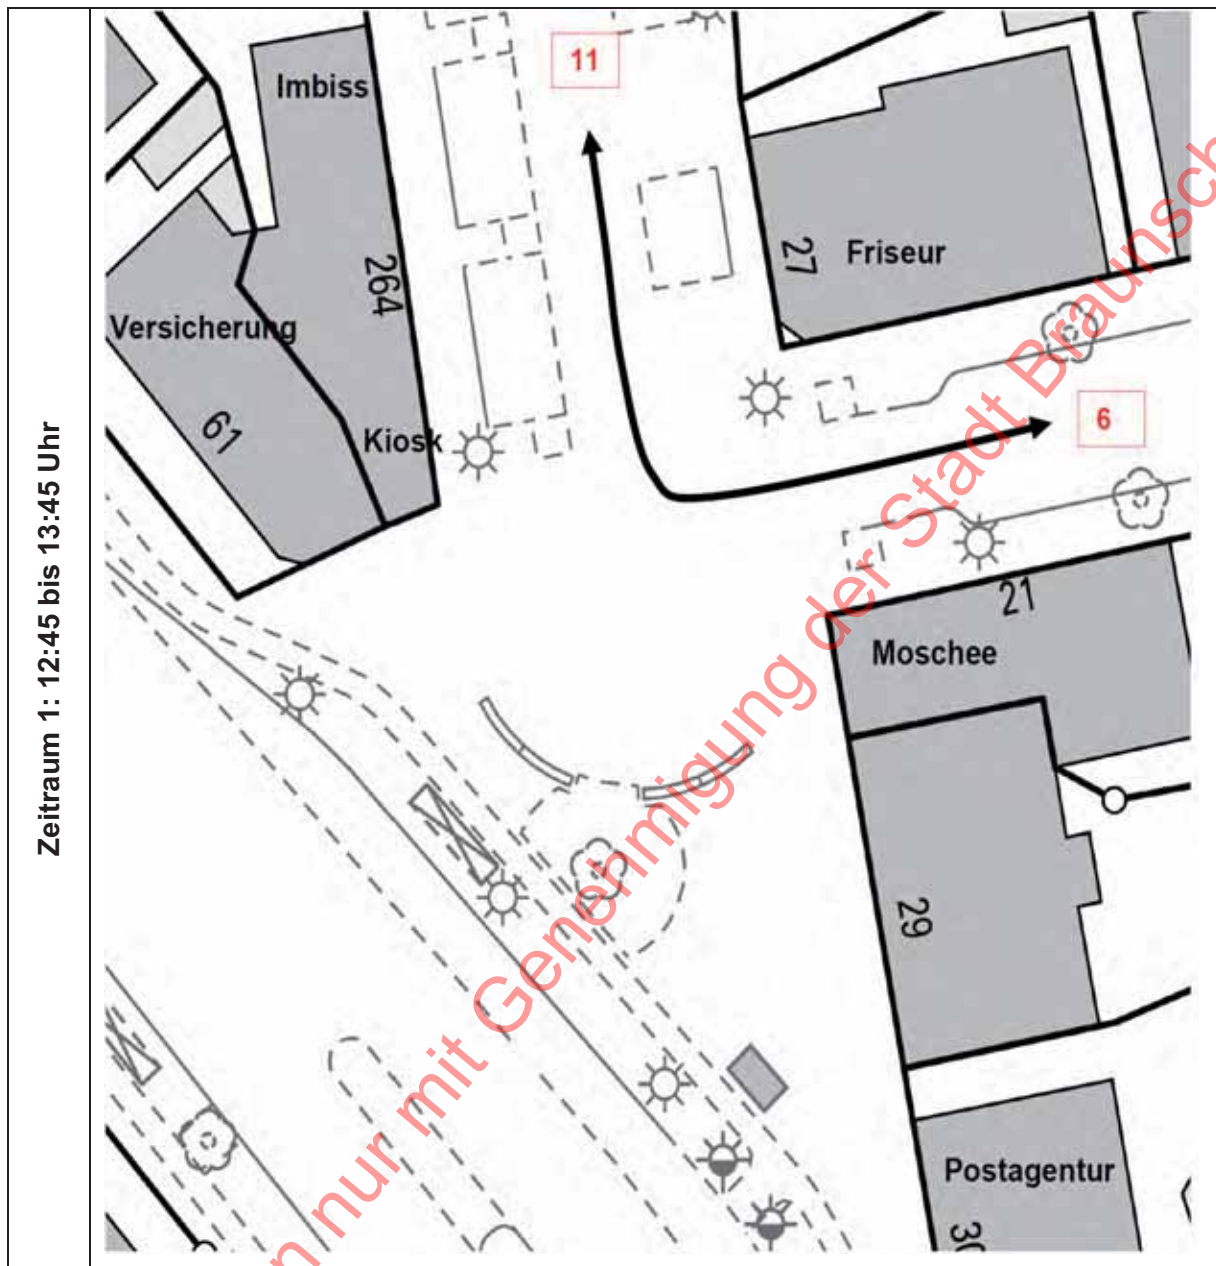 Zeitraum 1: 12:45 bis 13:45 Uhr
11
Imbiss
264
27
Friseur
Versicherung
61
Kiosk
6
21
Moschee
29
Postagentur
n nur mit Genehmigung der Stadt Braunsch